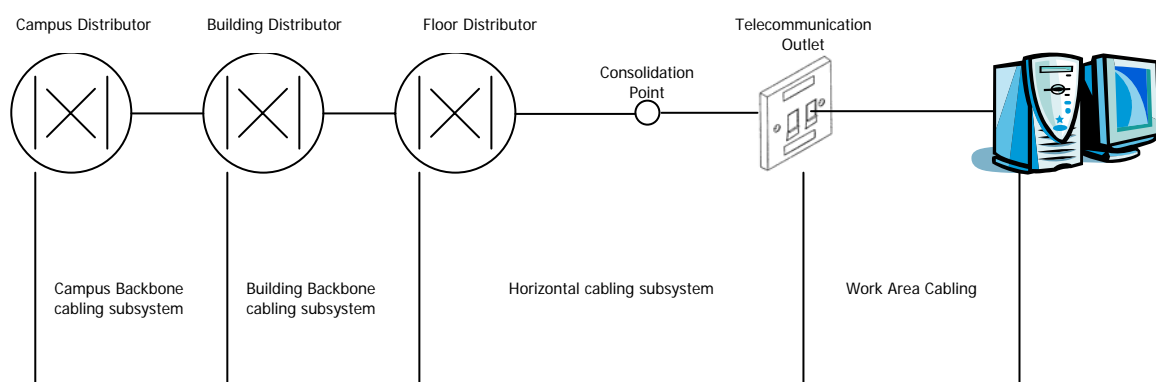 Campus Distributor
Building Distributor
Floor Distributor
Telecommunication
Outlet
Consolidation
Point
Campus Backbone
cabling subsystem
Building Backbone
cabling subsystem
Horizontal cabling subsystem
Work Area Cabling